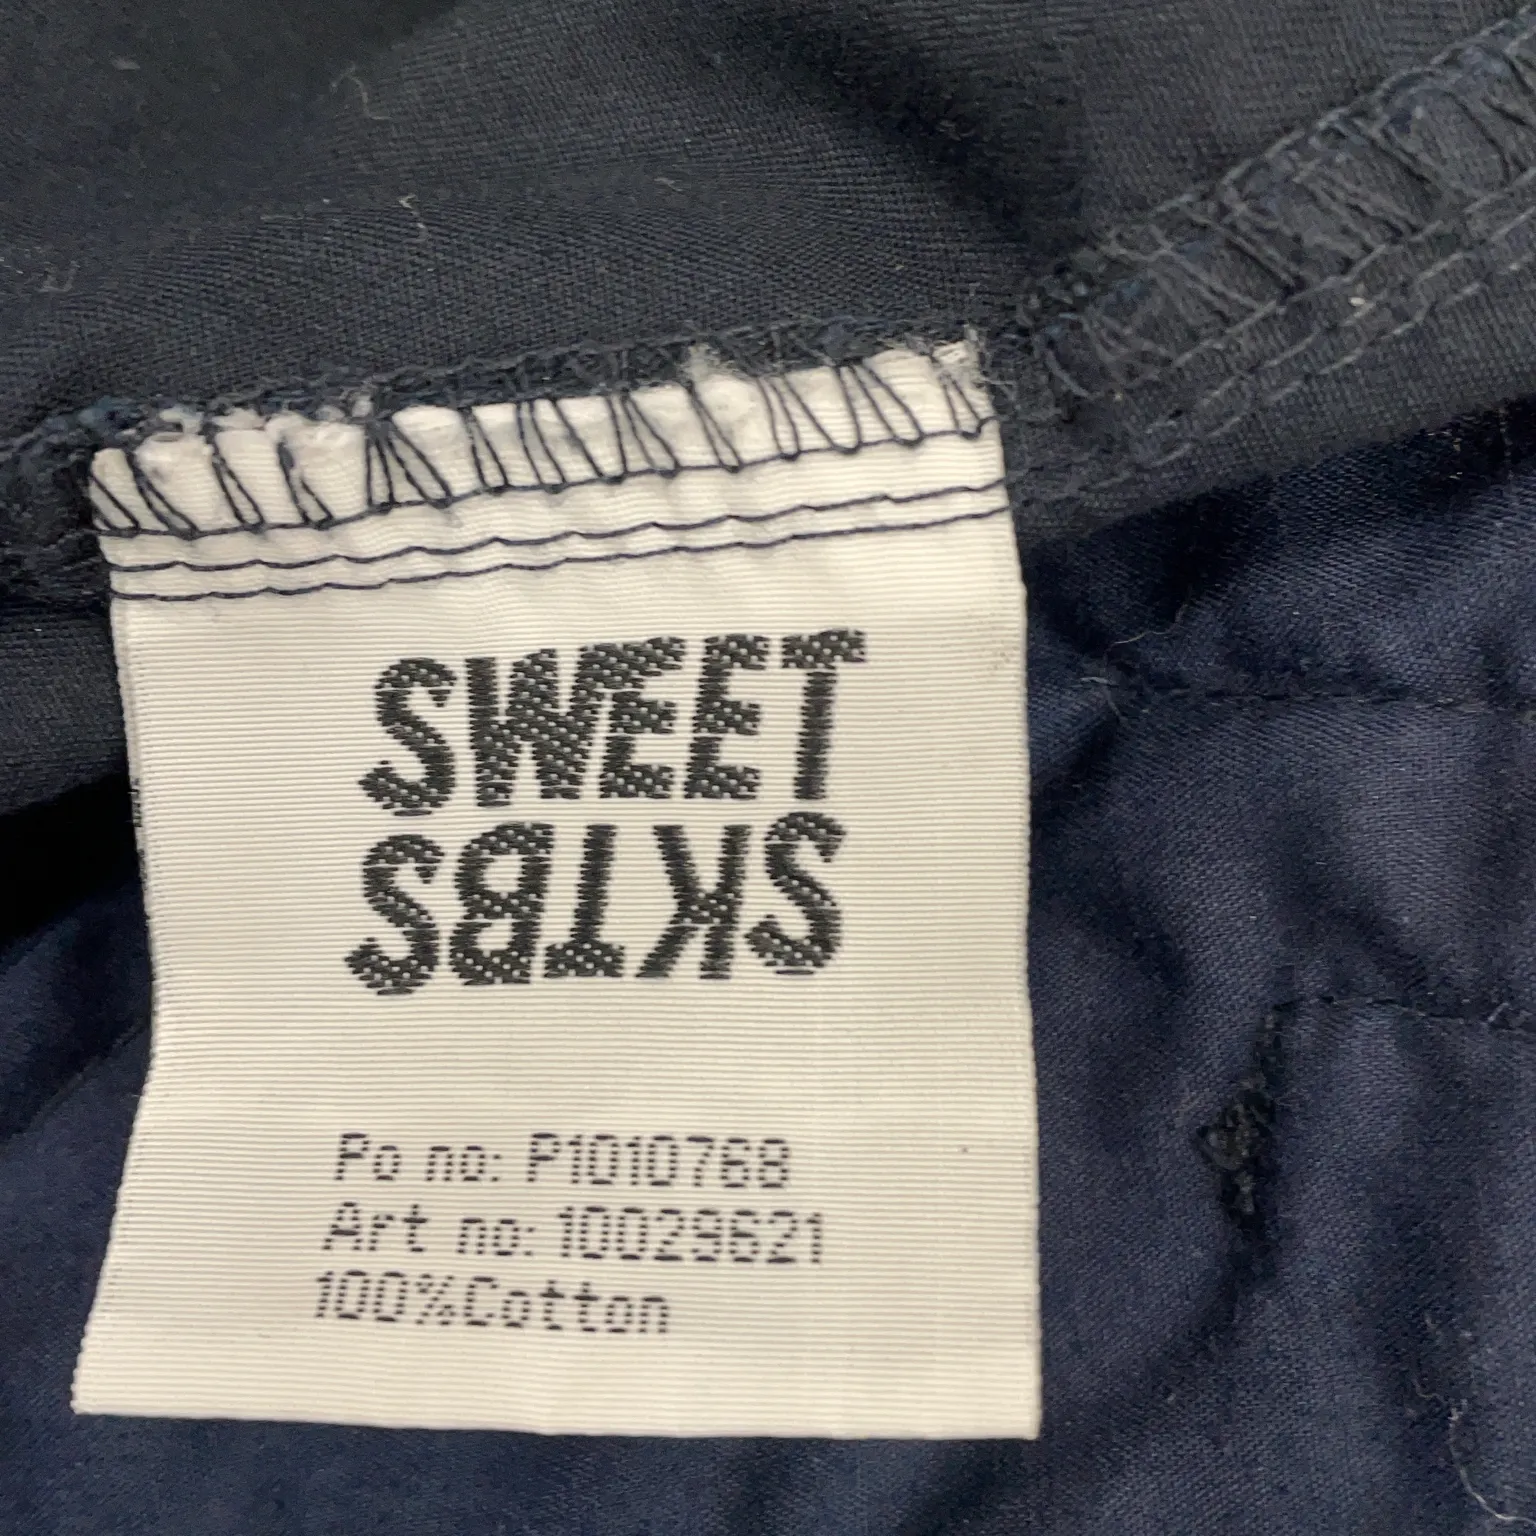 SWEET
SKTBS
Po no: P1010768
Art no: 10029621
100%Cotton